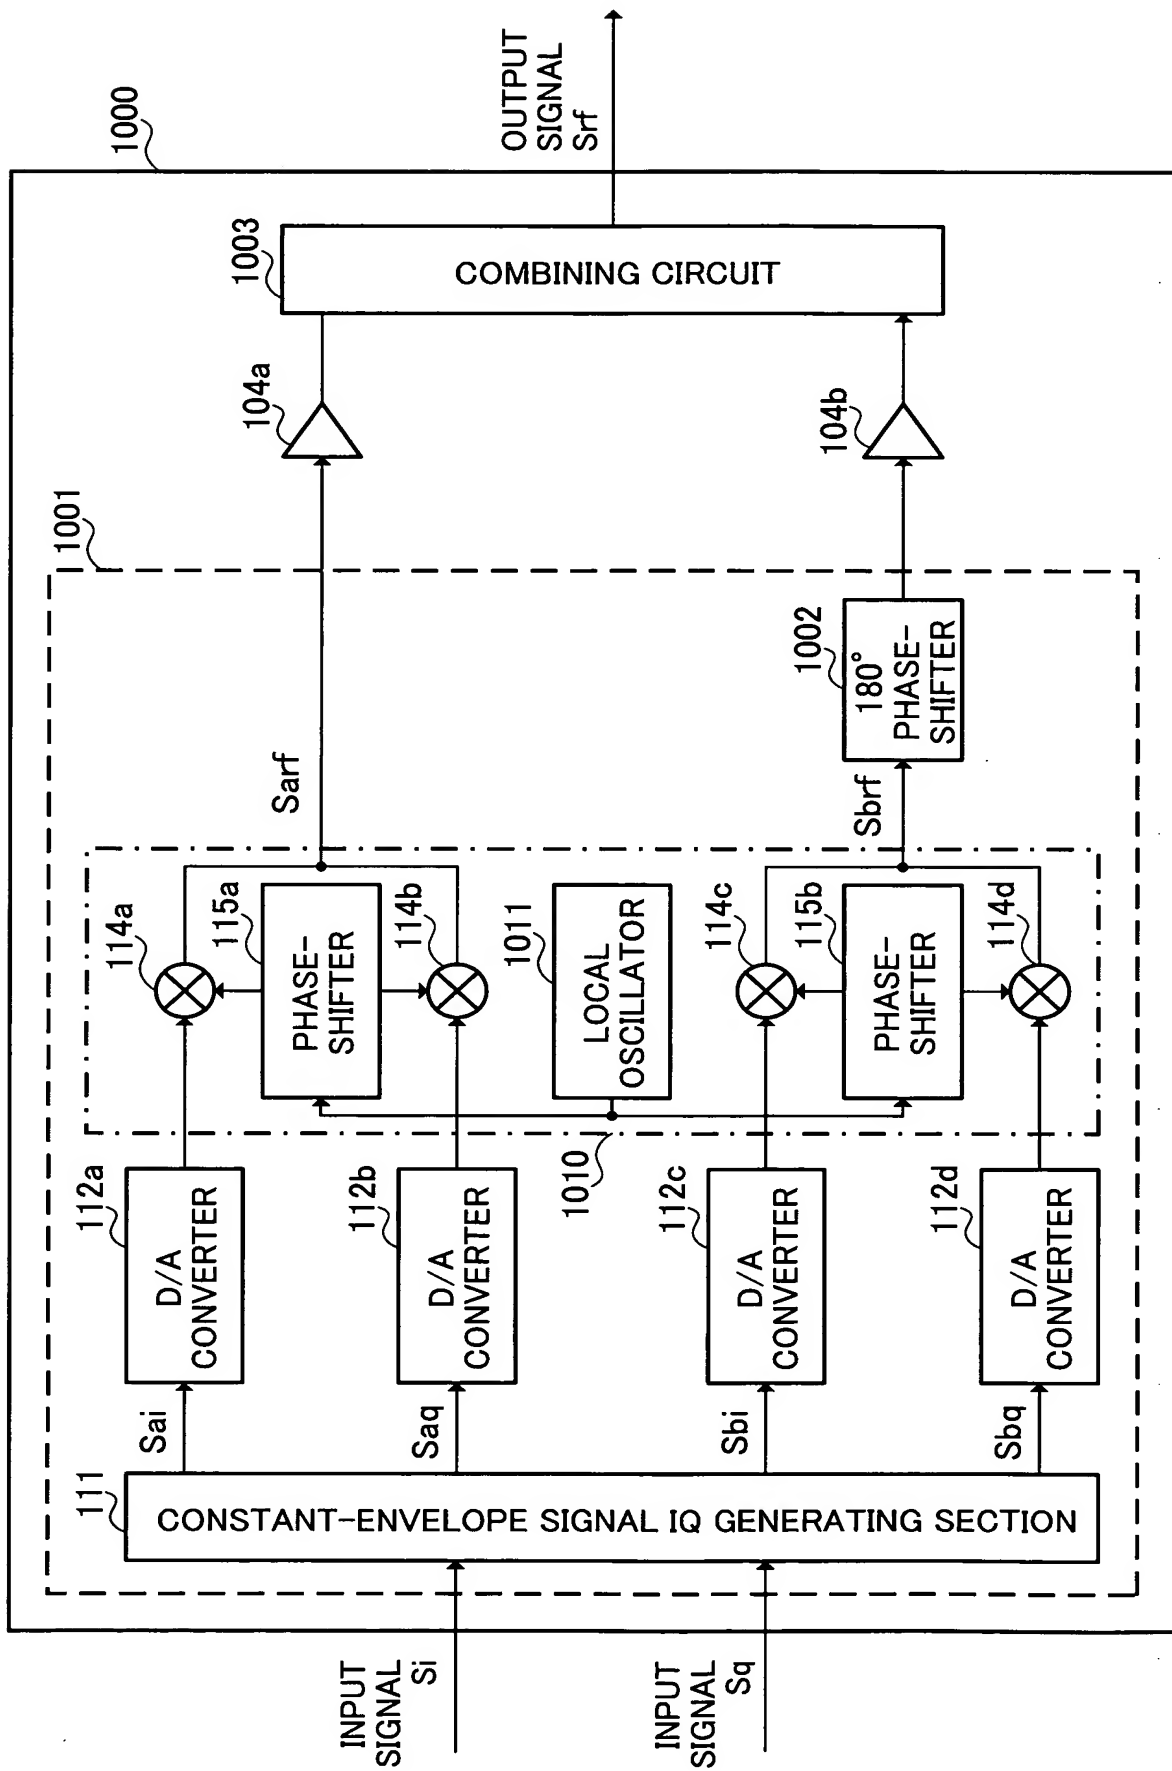 1000
OUTPUT
SIGNAL
Srf
1001
1003
COMBINING CIRCUIT
104a
104b
1002
180°
PHASE-
SHIFTER
Sarf
Sbrf
114a
115a
PHASE-
SHIFTER
114b
1011
LOCAL
OSCILLATOR
114c
115b
PHASE-
SHIFTER
114d
1010
112a
D/A
CONVERTER
112b
D/A
CONVERTER
112c
D/A
CONVERTER
112d
D/A
CONVERTER
Sai
Saq
Sbi
Sbq
111
CONSTANT-ENVELOPE SIGNAL IQ GENERATING SECTION
INPUT
SIGNAL
Si
INPUT
SIGNAL
Sq